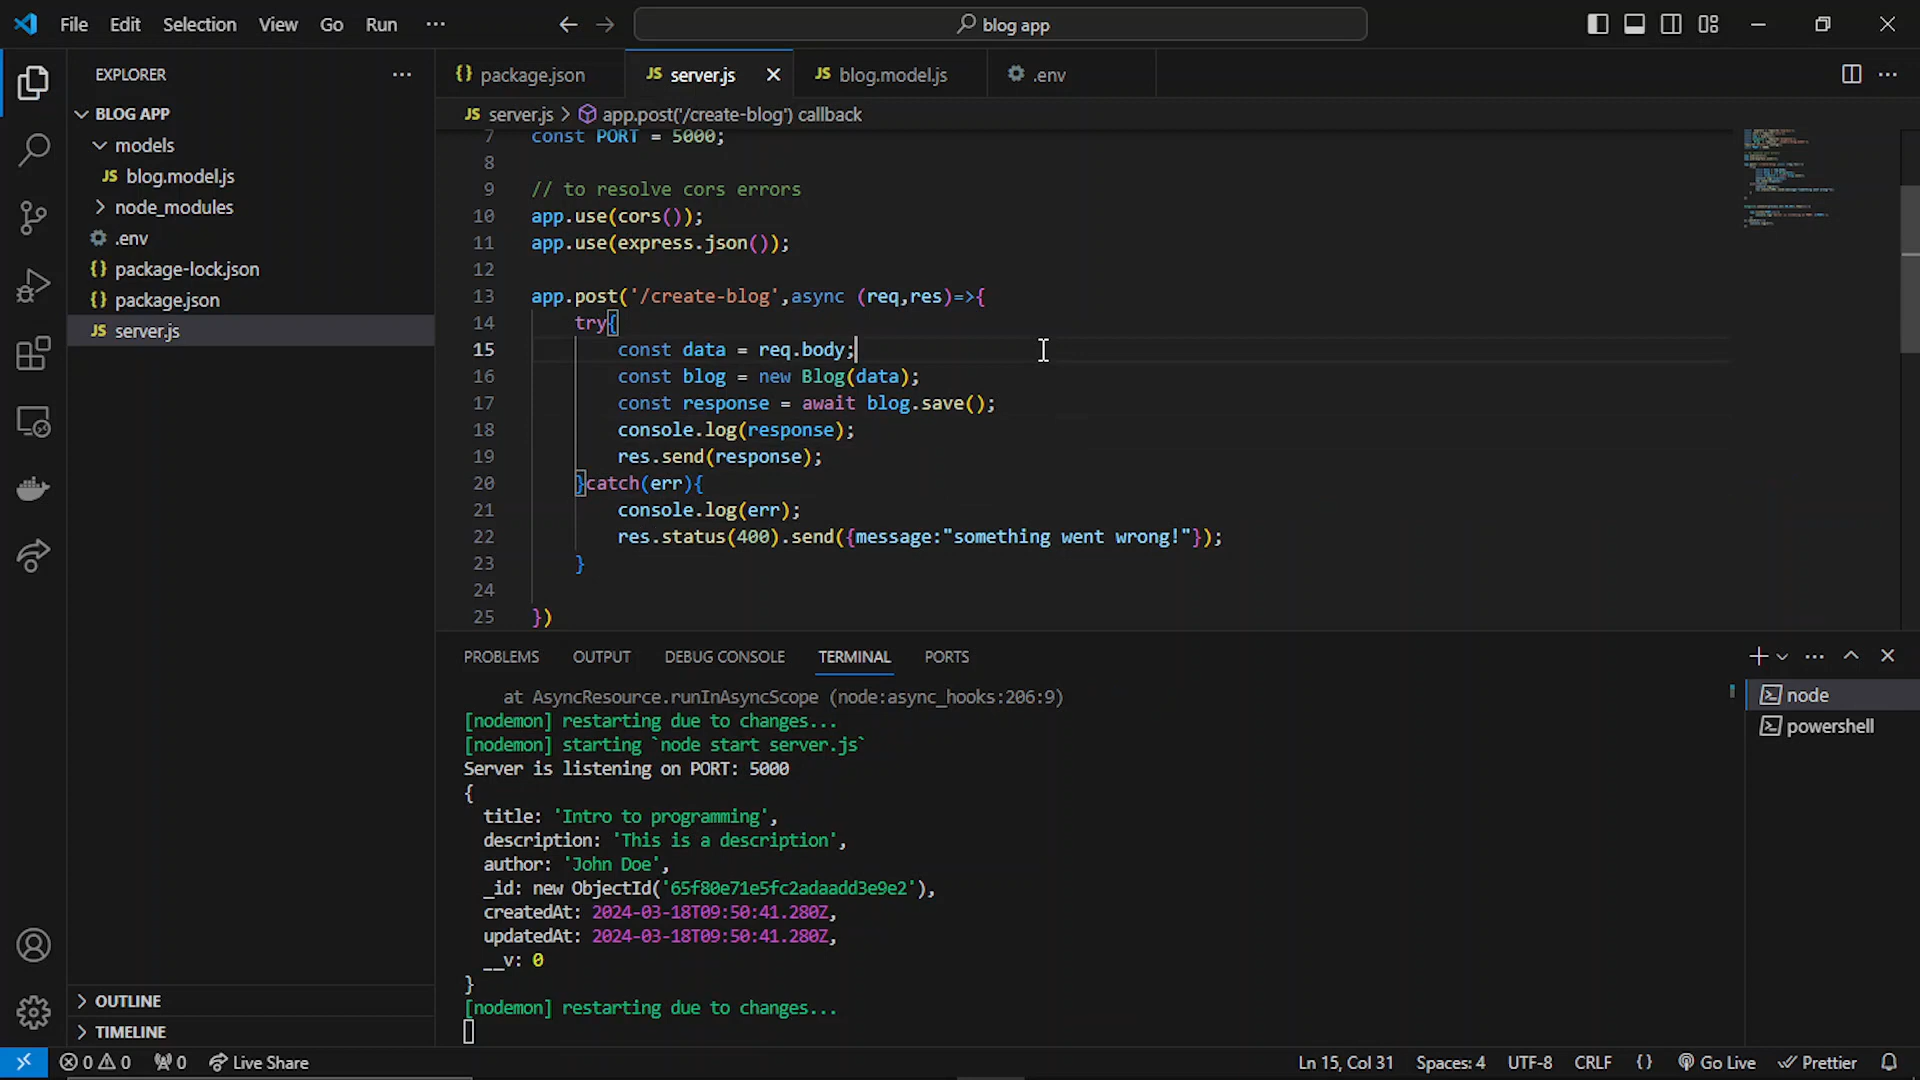 File Edit Selection View Go Run ··· blog app
EXPLORER ···
BLOG APP
models
JS blog.model.js
node_modules
.env
{} package-lock.json
{} package.json
JS server.js
OUTLINE
TIMELINE
{} package.json JS server.js JS blog.model.js .env
JS server.js > app.post('/create-blog') callback
7 const PORT = 5000;
8
9 // to resolve cors errors
10 app.use(cors());
11 app.use(express.json());
12
13 app.post('/create-blog',async (req,res)=>{
14 try{
15 const data = req.body;
16 const blog = new Blog(data);
17 const response = await blog.save();
18 console.log(response);
19 res.send(response);
20 }catch(err){
21 console.log(err);
22 res.status(400).send({message:"something went wrong!"});
23 }
24
25 })
PROBLEMS OUTPUT DEBUG CONSOLE TERMINAL PORTS
at AsyncResource.runInAsyncScope (node:async_hooks:206:9)
[nodemon] restarting due to changes...
[nodemon] starting `node start server.js`
Server is listening on PORT: 5000
{
title: 'Intro to programming',
description: 'This is a description',
author: 'John Doe',
_id: new ObjectId('65f80e71e5fc2adaadd3e9e2'),
createdAt: 2024-03-18T09:50:41.280Z,
updatedAt: 2024-03-18T09:50:41.280Z,
__v: 0
}
[nodemon] restarting due to changes...
node
powershell
0 0 0 Live Share Ln 15, Col 31 Spaces: 4 UTF-8 CRLF {} Go Live Prettier